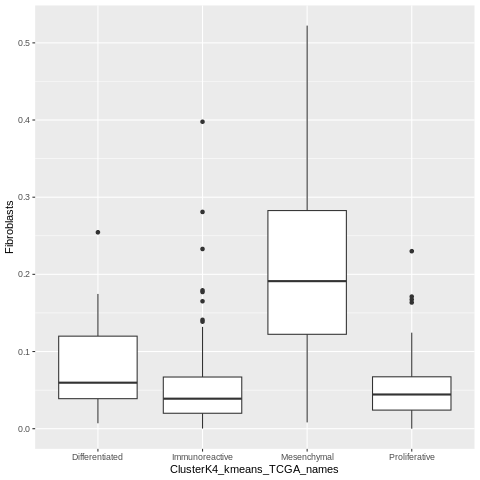 0.5
0.4
0.3
0.2
0.1
0.0
Fibroblasts
Differentiated Immunoreactive Mesenchymal Proliferative
ClusterK4_kmeans_TCGA_names